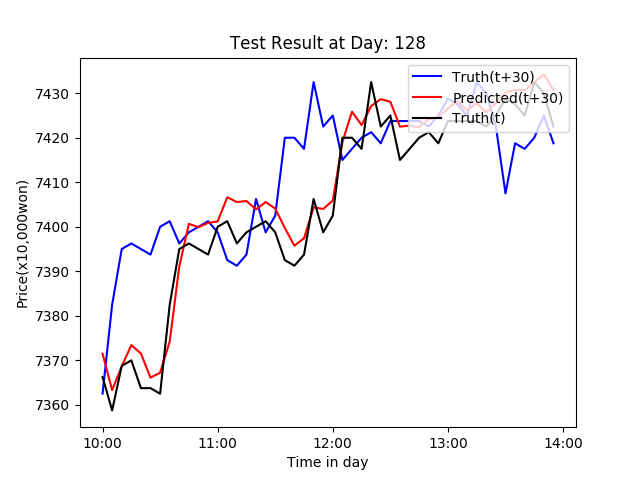 Test Result at Day: 128
Truth(t+30)
Predicted(t+30)
Truth(t)
Price(x10,000won)
7430
7420
7410
7400
7390
7380
7370
7360
10:00 11:00 12:00 13:00 14:00
Time in day